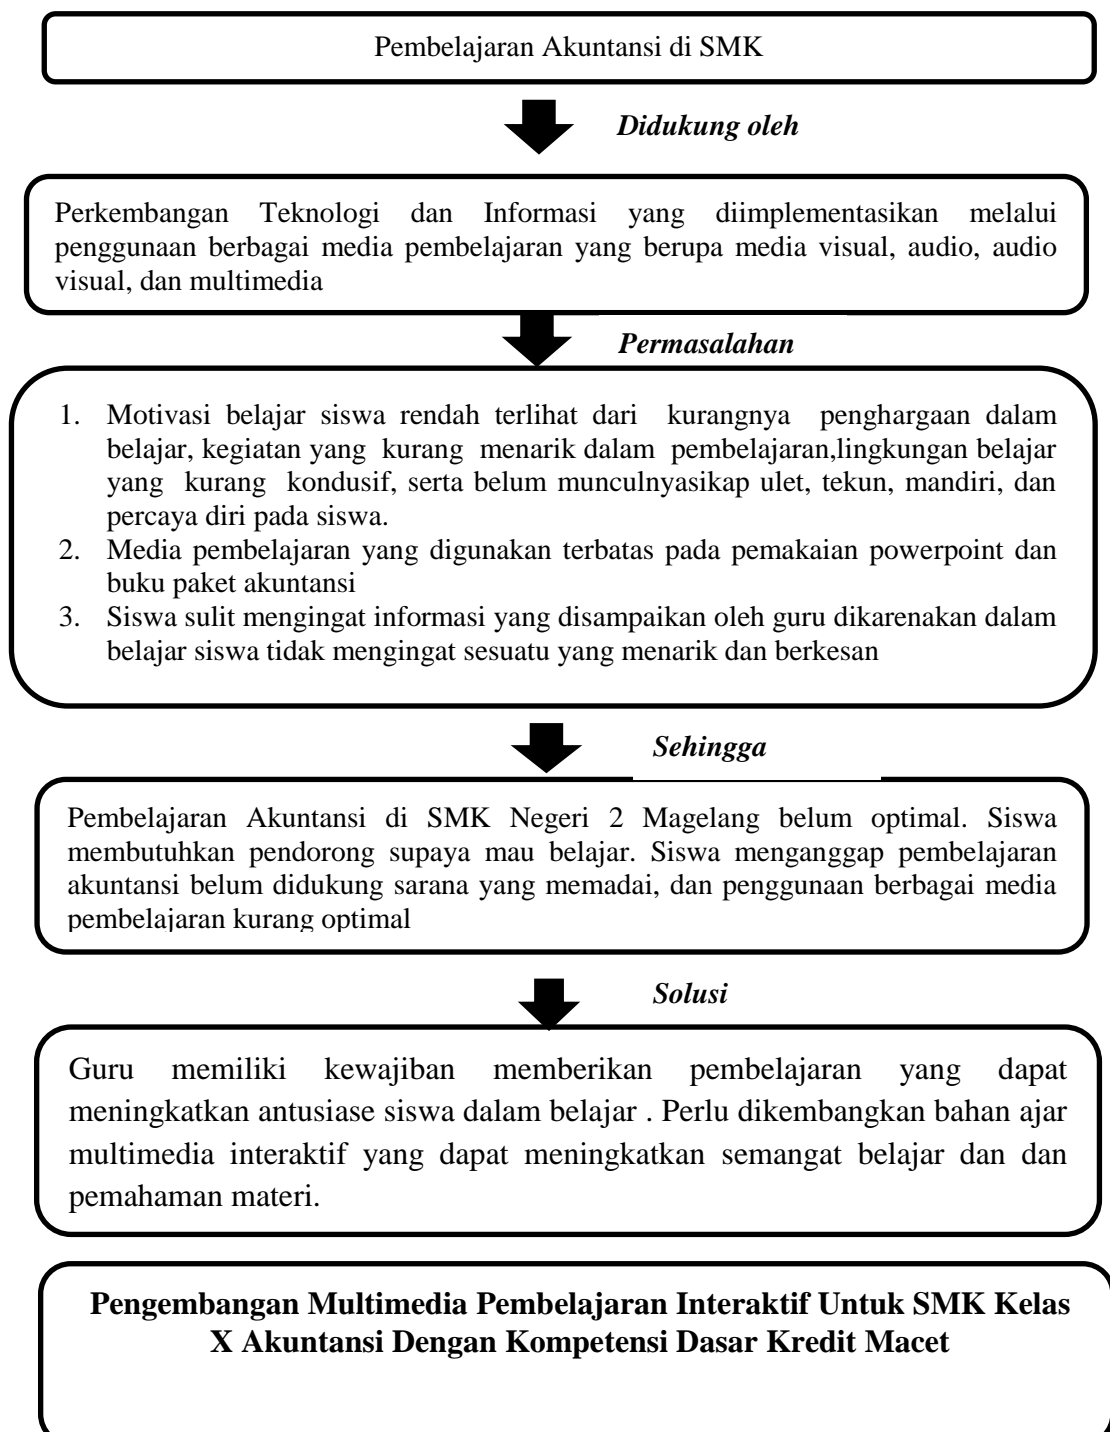 Pembelajaran Akuntansi di SMK
Didukung oleh
Perkembangan Teknologi dan Informasi yang diimplementasikan melalui
penggunaan berbagai media pembelajaran yang berupa media visual, audio, audio
visual, dan multimedia
Permasalahan
1. Motivasi belajar siswa rendah terlihat dari kurangnya penghargaan dalam
belajar, kegiatan yang kurang menarik dalam pembelajaran,lingkungan belajar
yang kurang kondusif, serta belum munculnyasikap ulet, tekun, mandiri, dan
percaya diri pada siswa.
2. Media pembelajaran yang digunakan terbatas pada pemakaian powerpoint dan
buku paket akuntansi
3. Siswa sulit mengingat informasi yang disampaikan oleh guru dikarenakan dalam
belajar siswa tidak mengingat sesuatu yang menarik dan berkesan
Sehingga
Pembelajaran Akuntansi di SMK Negeri 2 Magelang belum optimal. Siswa
membutuhkan pendorong supaya mau belajar. Siswa menganggap pembelajaran
akuntansi belum didukung sarana yang memadai, dan penggunaan berbagai media
pembelajaran kurang optimal
Solusi
Guru memiliki kewajiban memberikan pembelajaran yang dapat
meningkatkan antusiase siswa dalam belajar . Perlu dikembangkan bahan ajar
multimedia interaktif yang dapat meningkatkan semangat belajar dan dan
pemahaman materi.
Pengembangan Multimedia Pembelajaran Interaktif Untuk SMK Kelas
X Akuntansi Dengan Kompetensi Dasar Kredit Macet